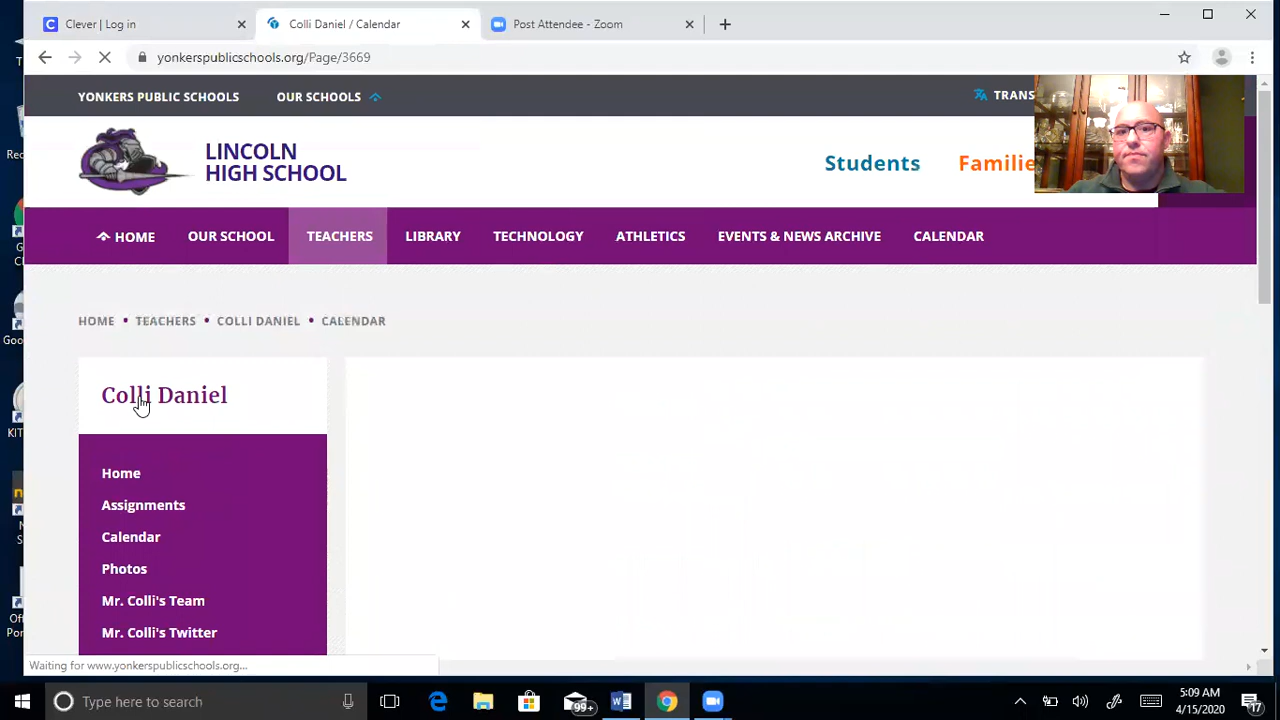 Clever | Log in
Colli Daniel / Calendar
Post Attendee - Zoom
yonkerspublicschools.org/Page/3669
YONKERS PUBLIC SCHOOLS
OUR SCHOOLS
TRANS
LINCOLN
HIGH SCHOOL
Students
Familie
HOME
OUR SCHOOL
TEACHERS
LIBRARY
TECHNOLOGY
ATHLETICS
EVENTS & NEWS ARCHIVE
CALENDAR
HOME • TEACHERS • COLLI DANIEL • CALENDAR
Colli Daniel
Home
Assignments
Calendar
Photos
Mr. Colli's Team
Mr. Colli's Twitter
Waiting for www.yonkerspublicschools.org...
Type here to search
99+
5:09 AM
4/15/2020
17